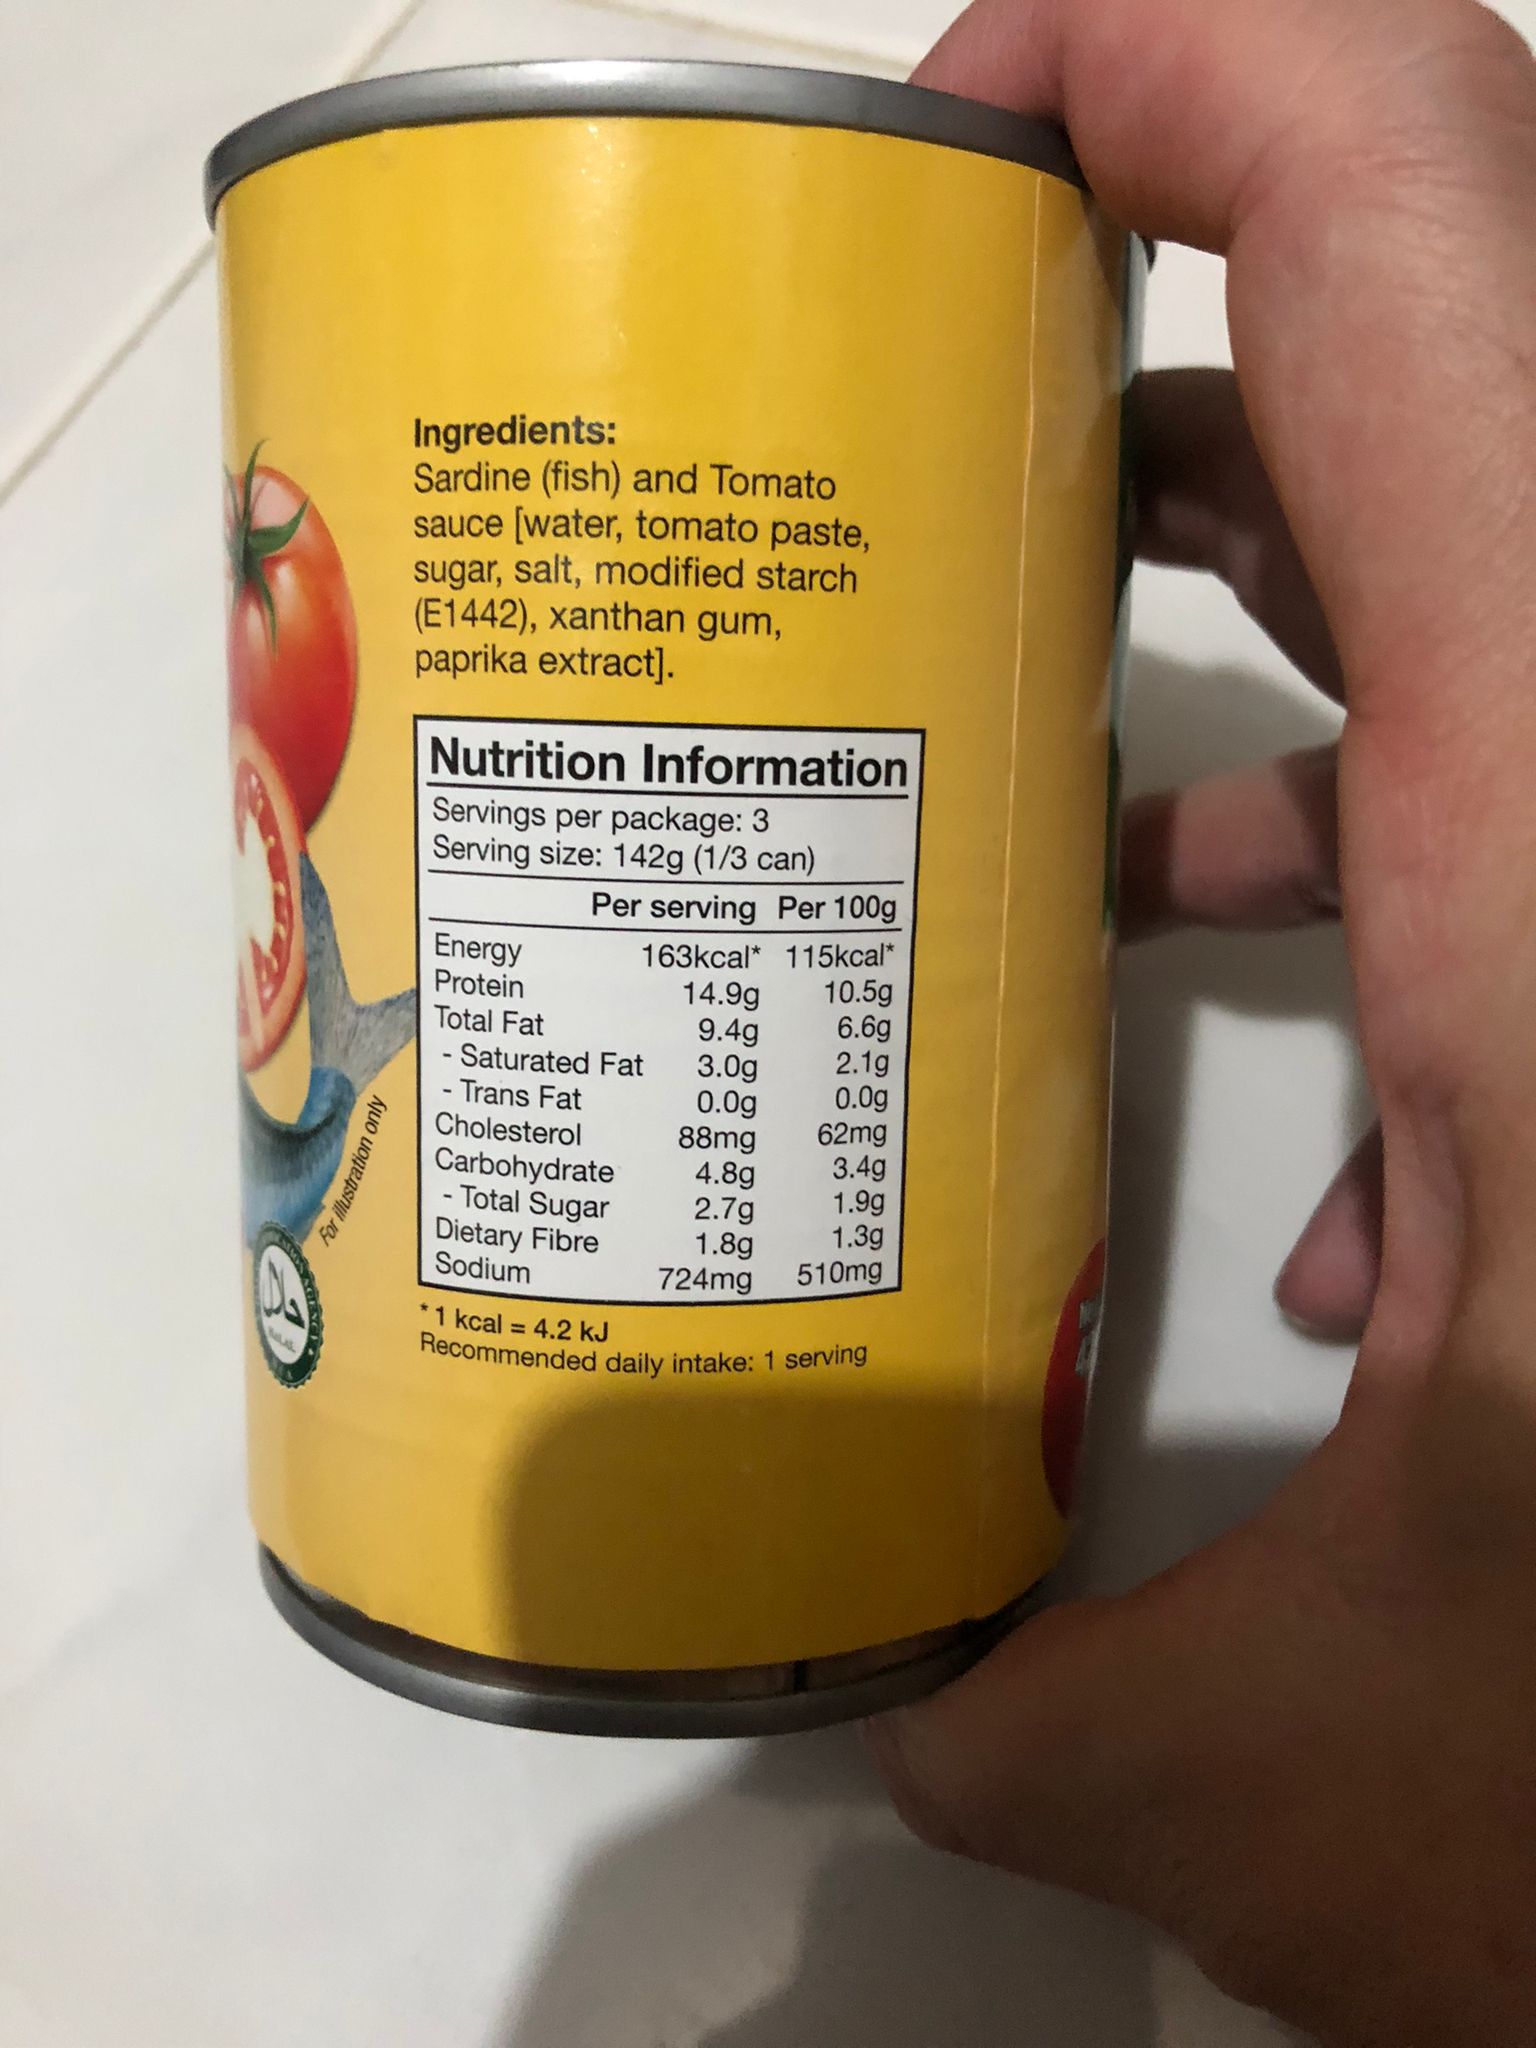 Ingredients:
Sardine (fish) and Tomato
sauce [water, tomato paste,
sugar, salt, modified starch
(E1442), xanthan gum,
paprika extract].
Nutrition Information
Servings per package: 3
Serving size: 142g (1/3 can)
Per serving Per 100g
Energy 163kcal* 115kcal*
Protein 14.9g 10.5g
Total Fat 9.4g 6.6g
- Saturated Fat 3.0g 2.1g
- Trans Fat 0.0g 0.0g
Cholesterol 88mg 62mg
Carbohydrate 4.8g 3.4g
- Total Sugar 2.7g 1.9g
Dietary Fibre 1.8g 1.3g
Sodium 724mg 510mg
* 1 kcal = 4.2 kJ
Recommended daily intake: 1 serving
For illustration only
حلال
HALAL